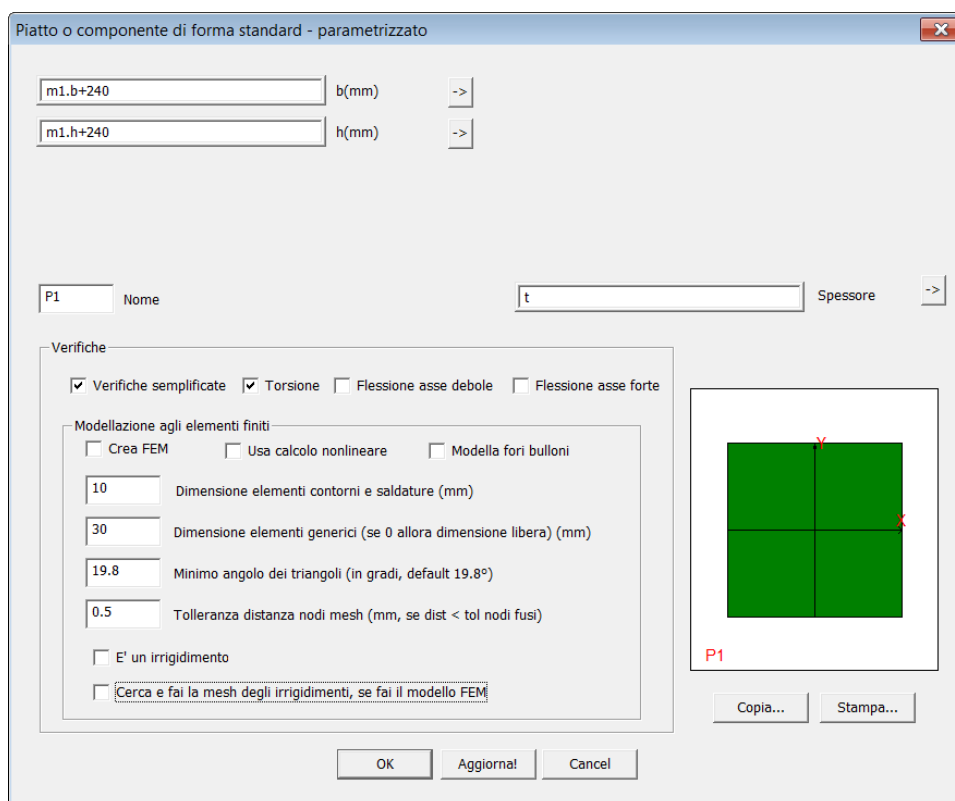 Piatto o componente di forma standard - parametrizzato
m1.b+240 b(mm) ->
m1.h+240 h(mm) ->
P1 Nome t Spessore ->
Verifiche
Verifiche semplificate Torsione Flessione asse debole Flessione asse forte
Modellazione agli elementi finiti
Crea FEM Usa calcolo nonlineare Modella fori bulloni
10 Dimensione elementi contorni e saldature (mm)
30 Dimensione elementi generici (se 0 allora dimensione libera) (mm)
19.8 Minimo angolo dei triangoli (in gradi, default 19.8°)
0.5 Tolleranza distanza nodi mesh (mm, se dist < tol nodi fusi)
E' un irrigidimento
Cerca e fai la mesh degli irrigidimenti, se fai il modello FEM
Y
X
P1
Copia... Stampa...
OK Aggiorna! Cancel